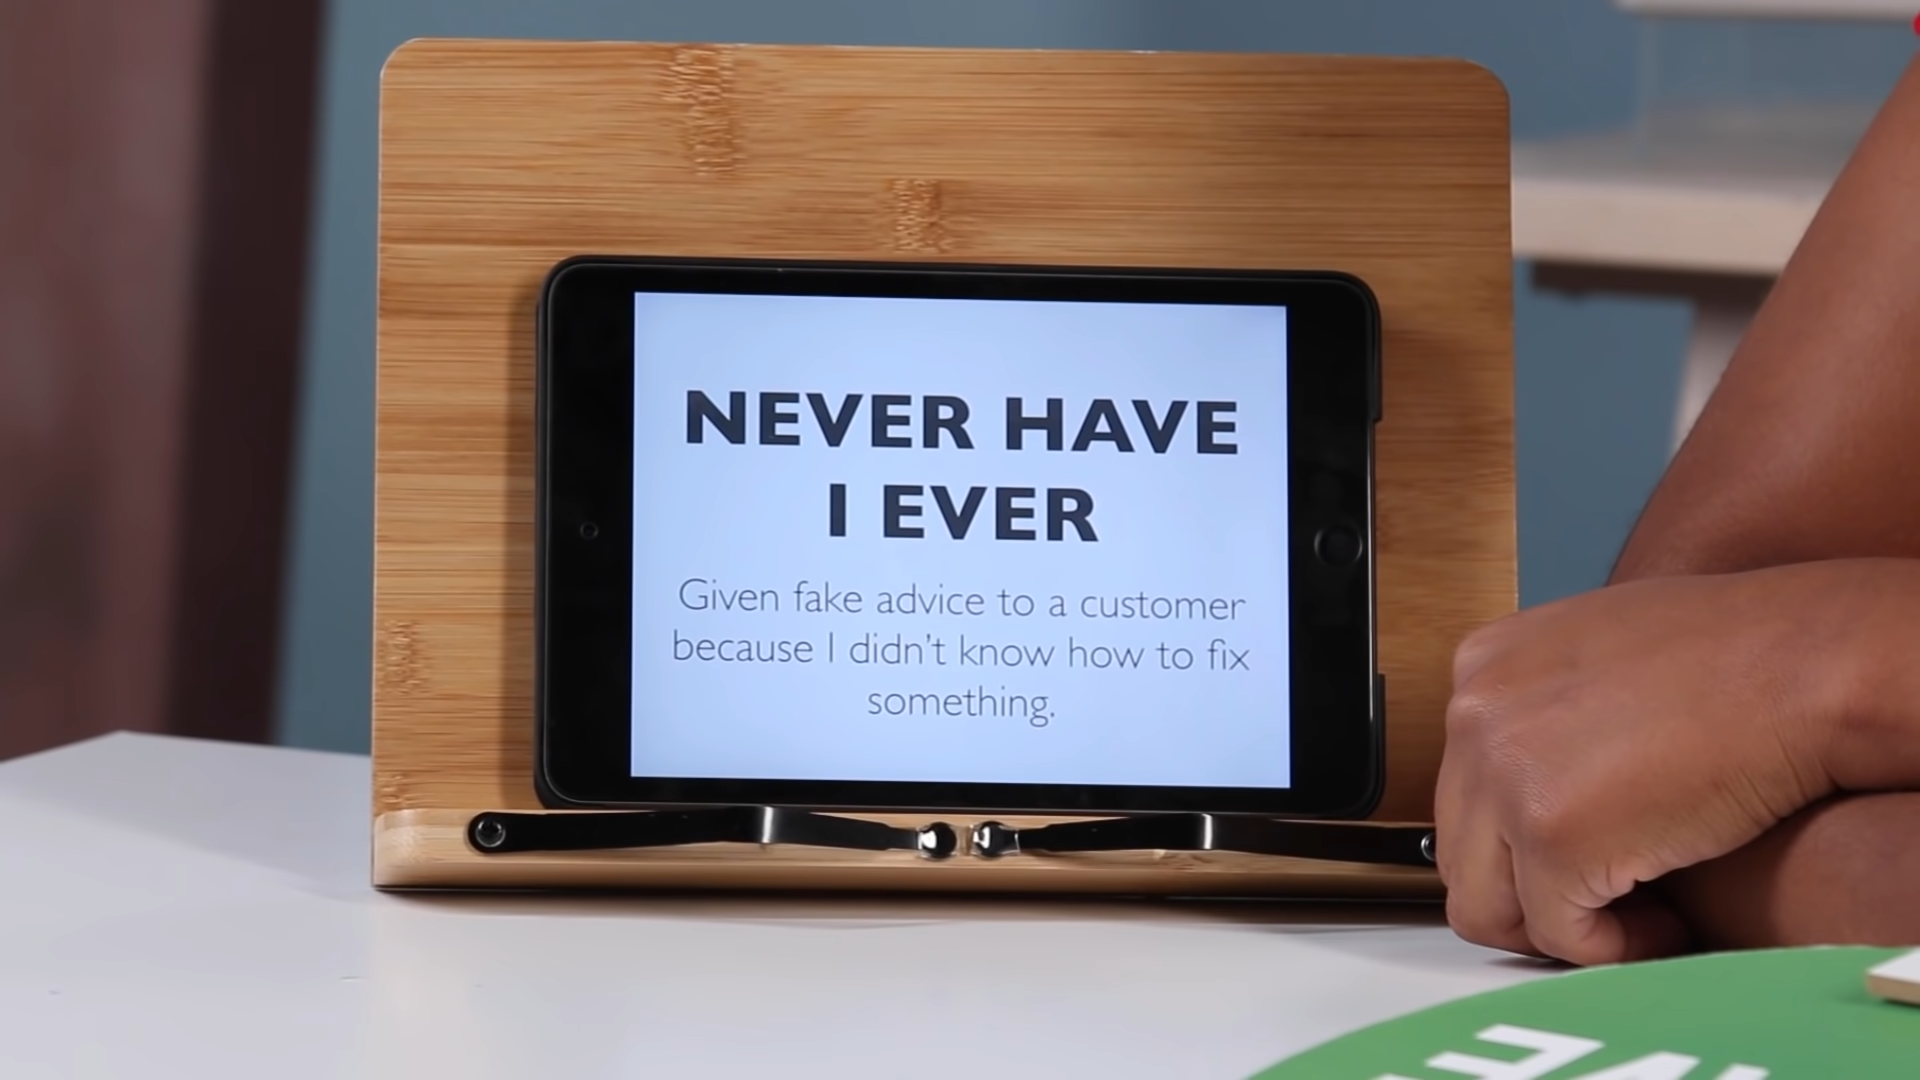 NEVER HAVE
I EVER
Given fake advice to a customer
because I didn't know how to fix
something.